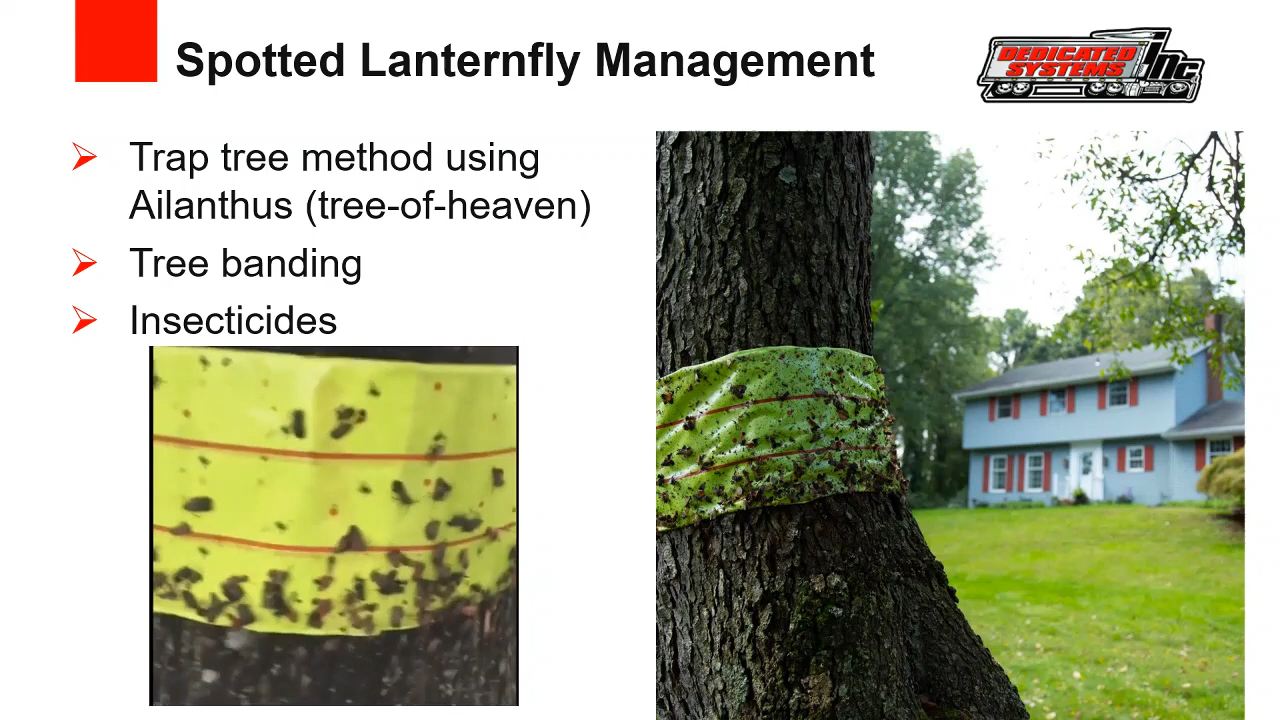 Spotted Lanternfly Management
DEDICATED
SYSTEMS
Inc
Trap tree method using
Ailanthus (tree-of-heaven)
Tree banding
Insecticides